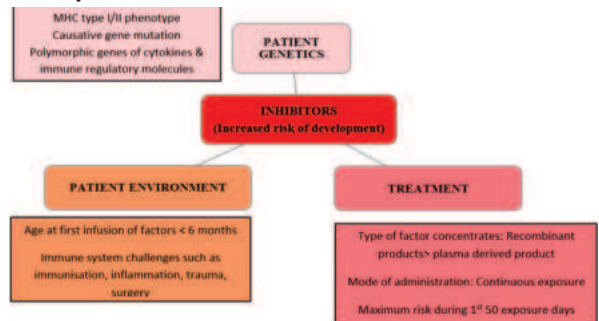 MHC type I/II phenotype
Causative gene mutation
Polymorphic genes of cytokines &
immune regulatory molecules
PATIENT
GENETICS
INHIBITORS
(Increased risk of development)
PATIENT ENVIRONMENT
Age at first infusion of factors < 6 months
Immune system challenges such as
immunisation, inflammation, trauma,
surgery
TREATMENT
Type of factor concentrates: Recombinant
products> plasma derived product
Mode of administration: Continuous exposure
Maximum risk during 1st 50 exposure days